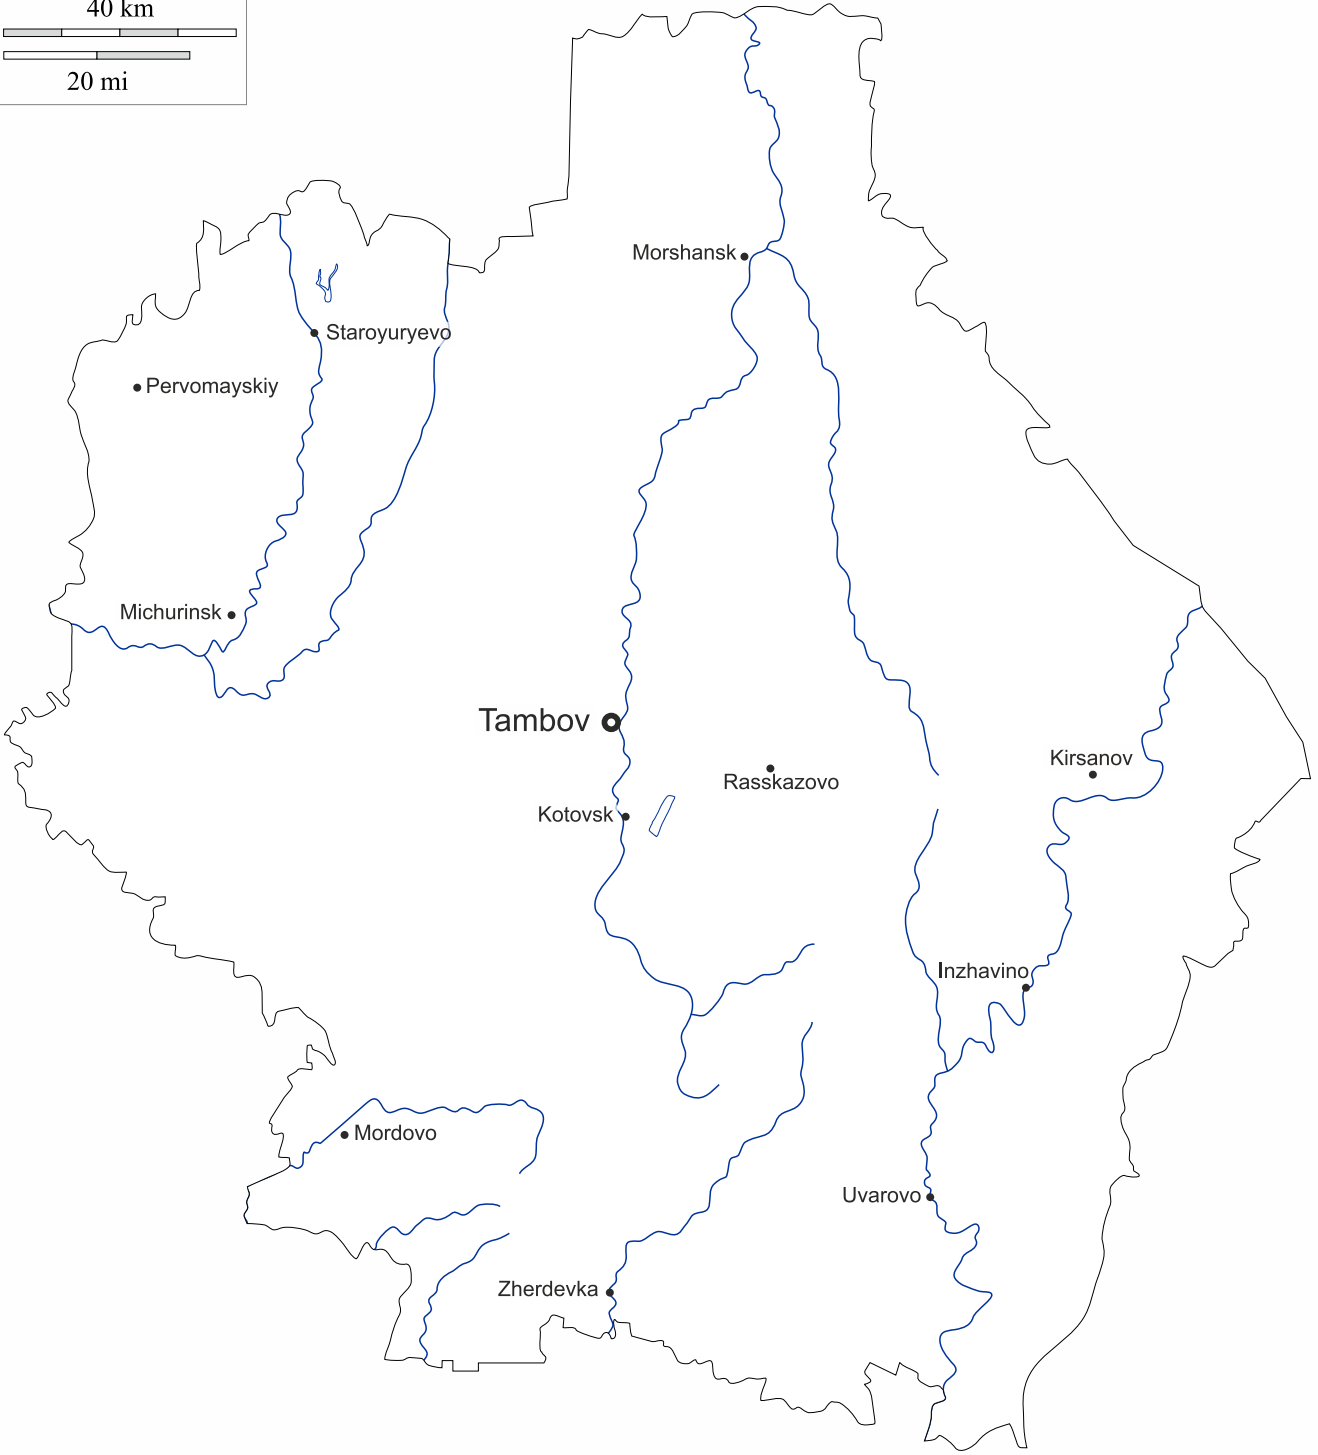 40 km
20 mi
Morshansk
Staroyuryevo
Pervomayskiy
Michurinsk
Tambov
Kirsanov
Rasskazovo
Kotovsk
Inzhavino
Mordovo
Uvarovo
Zherdevka